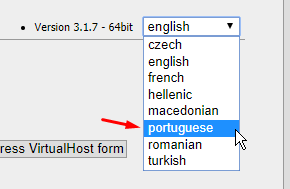 Version 3.1.7 - 64bit english
czech
english
french
hellenic
macedonian
portuguese
romanian
turkish
ress VirtualHost form